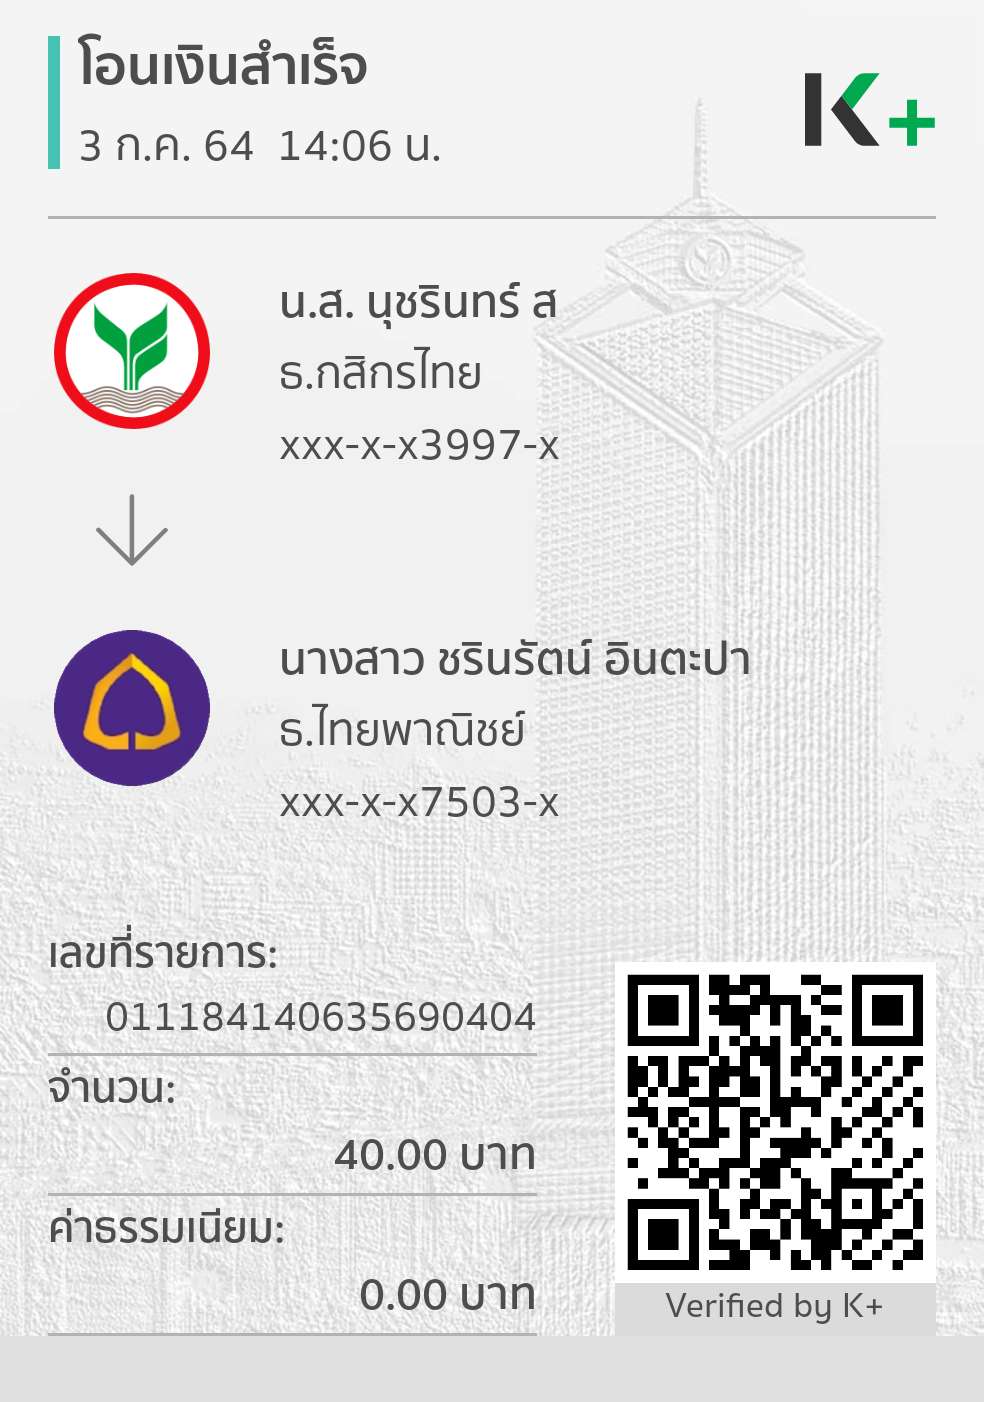 โอนเงินสำเร็จ
3 ก.ค. 64  14:06 น.
K+
น.ส. นุชรินทร์ ส
ธ.กสิกรไทย
xxx-x-x3997-x
นางสาว ชรินรัตน์ อินตะปา
ธ.ไทยพาณิชย์
xxx-x-x7503-x
เลขที่รายการ:
011184140635690404
จำนวน:
40.00 บาท
ค่าธรรมเนียม:
0.00 บาท
Verified by K+